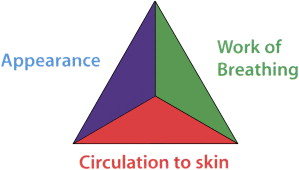 Appearance
Work of
Breathing
Circulation to skin